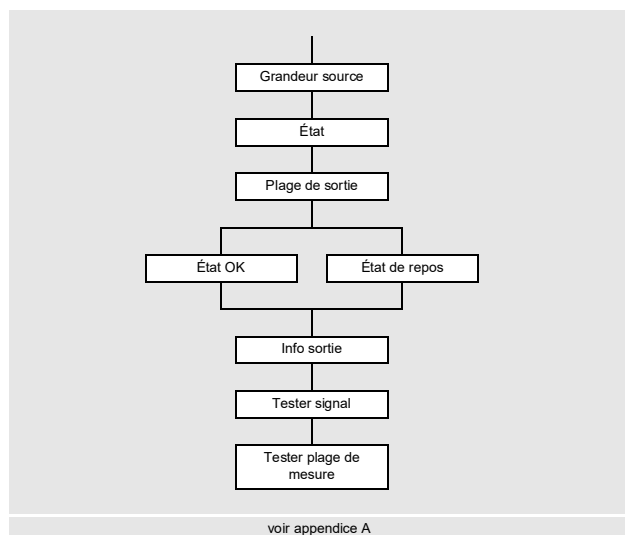 Grandeur source
État
Plage de sortie
État OK
État de repos
Info sortie
Tester signal
Tester plage de
mesure
voir appendice A